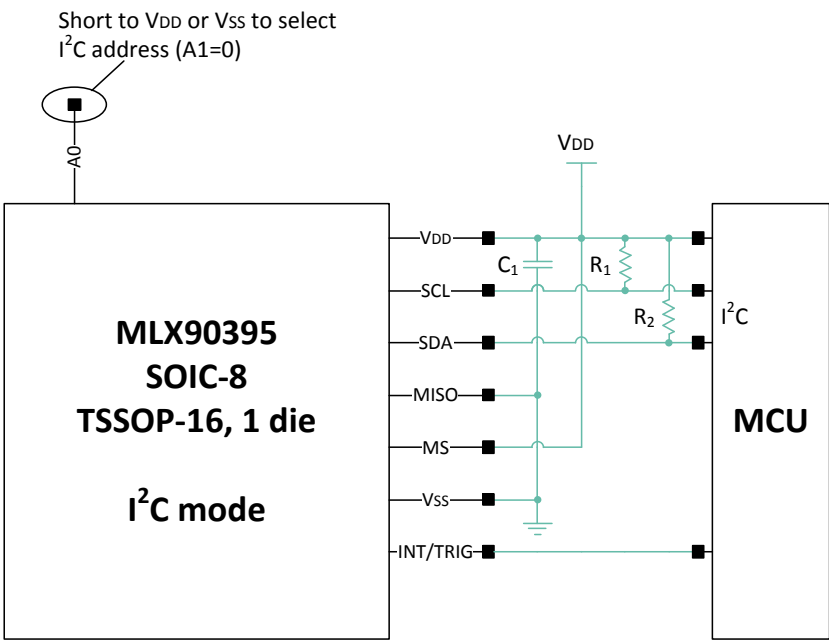 Short to VDD or VSS to select
I²C address (A1=0)
A0
VDD
MLX90395
SOIC-8
TSSOP-16, 1 die
I²C mode
VDD
SCL
SDA
MISO
MS
VSS
INT/TRIG
C₁
R₁
R₂
I²C
MCU